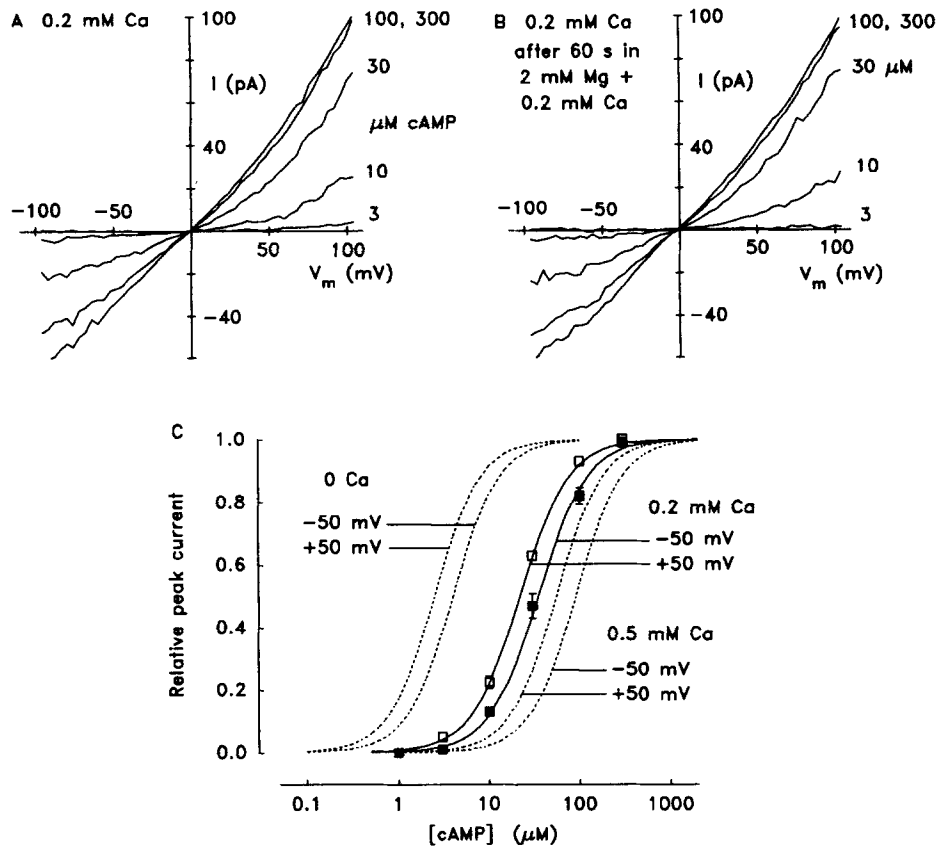 A 0.2 mM Ca
100
100, 300
I (pA)
30
μM cAMP
40
10
3
−100 −50
50 100
Vm (mV)
−40
B 0.2 mM Ca
after 60 s in
2 mM Mg +
0.2 mM Ca
100
100, 300
I (pA)
30 μM
40
10
3
−100 −50
50 100
Vm (mV)
−40
C
1.0
0.8
0.6
0.4
0.2
0.0
Relative peak current
0 Ca
−50 mV
+50 mV
0.2 mM Ca
−50 mV
+50 mV
0.5 mM Ca
−50 mV
+50 mV
0.1 1 10 100 1000
[cAMP] (μM)